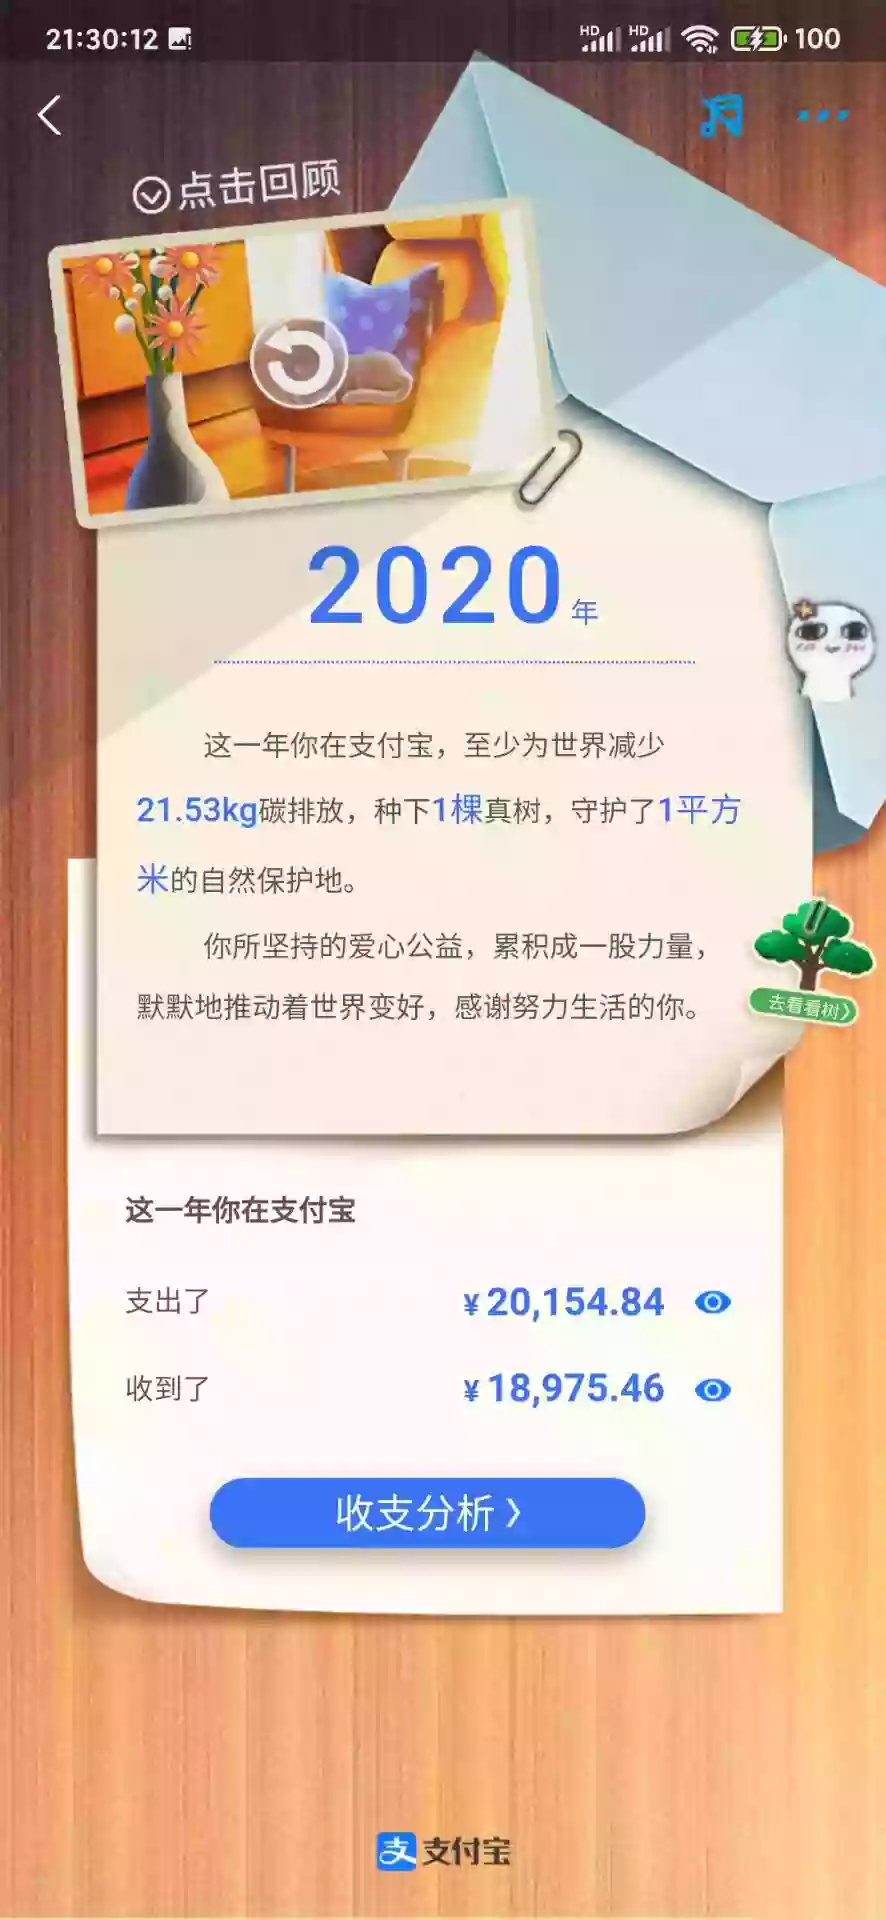 21:30:12
HD HD 100
点击回顾
2020年
这一年你在支付宝，至少为世界减少
21.53kg碳排放，种下1棵真树，守护了1平方
米的自然保护地。
你所坚持的爱心公益，累积成一股力量，
默默地推动着世界变好，感谢努力生活的你。
去看看树>
这一年你在支付宝
支出了 ¥20,154.84
收到了 ¥18,975.46
收支分析>
支 支付宝